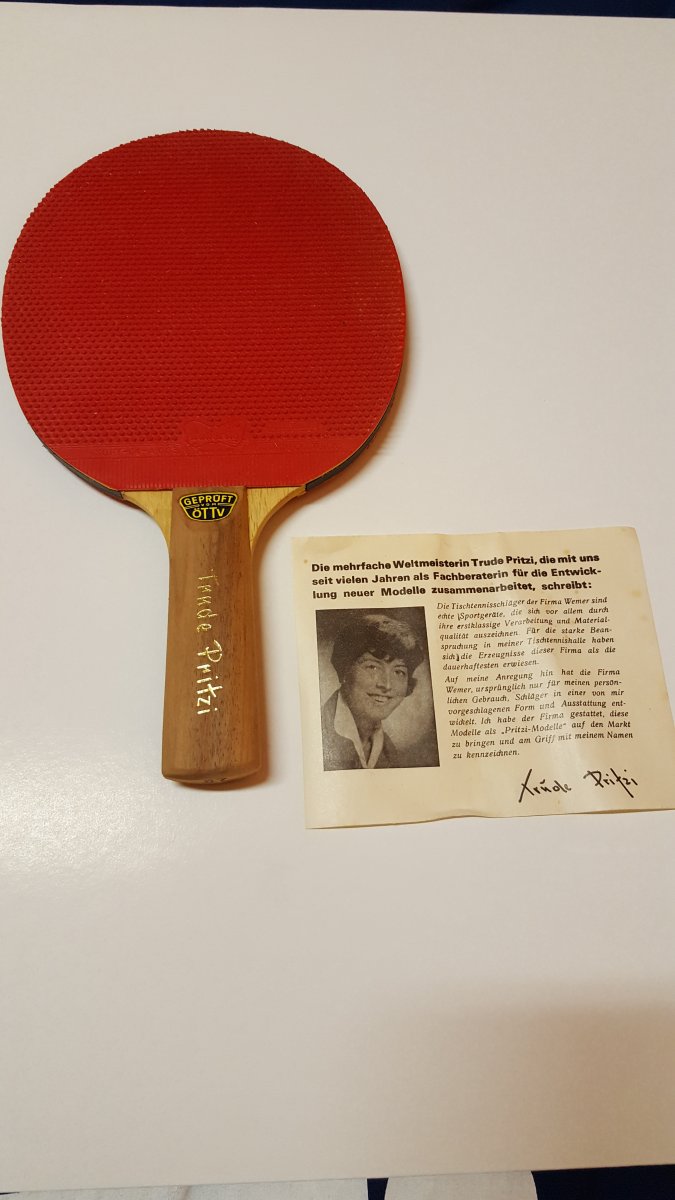 GEPRÜFT
VOM
ÖTTV
Trude Pritzi
Die mehrfache Weltmeisterin Trude Pritzi, die mit uns
seit vielen Jahren als Fachberaterin für die Entwick-
lung neuer Modelle zusammenarbeitet, schreibt:
Die Tischtennisschläger der Firma Wemer sind
echte Sportgeräte, die sich vor allem durch
ihre erstklassige Verarbeitung und Material-
qualität auszeichnen. Für die starke Bean-
spruchung in meiner Tischtennishalle haben
sich die Erzeugnisse dieser Firma als die
dauerhaftesten erwiesen.
Auf meine Anregung hin hat die Firma
Wemer, ursprünglich nur für meinen persön-
lichen Gebrauch, Schläger in einer von mir
vorgeschlagenen Form und Ausstattung ent-
wickelt. Ich habe der Firma gestattet, diese
Modelle als „Pritzi-Modelle" auf den Markt
zu bringen und am Griff mit meinem Namen
zu kennzeichnen.
Trude Pritzi